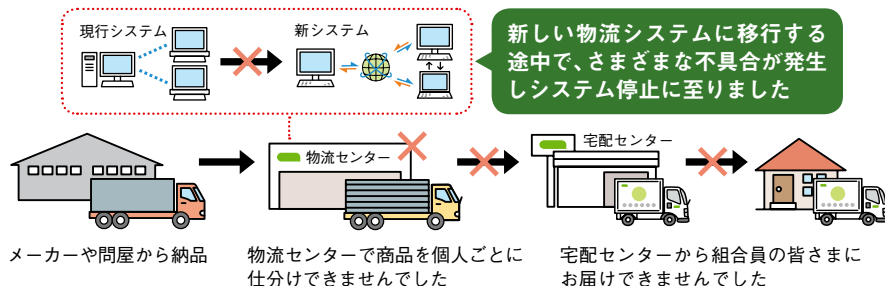 現行システム
新システム
新しい物流システムに移行する
途中で、さまざまな不具合が発生
しシステム停止に至りました
物流センター
宅配センター
メーカーや問屋から納品
物流センターで商品を個人ごとに
仕分けできませんでした
宅配センターから組合員の皆さまに
お届けできませんでした